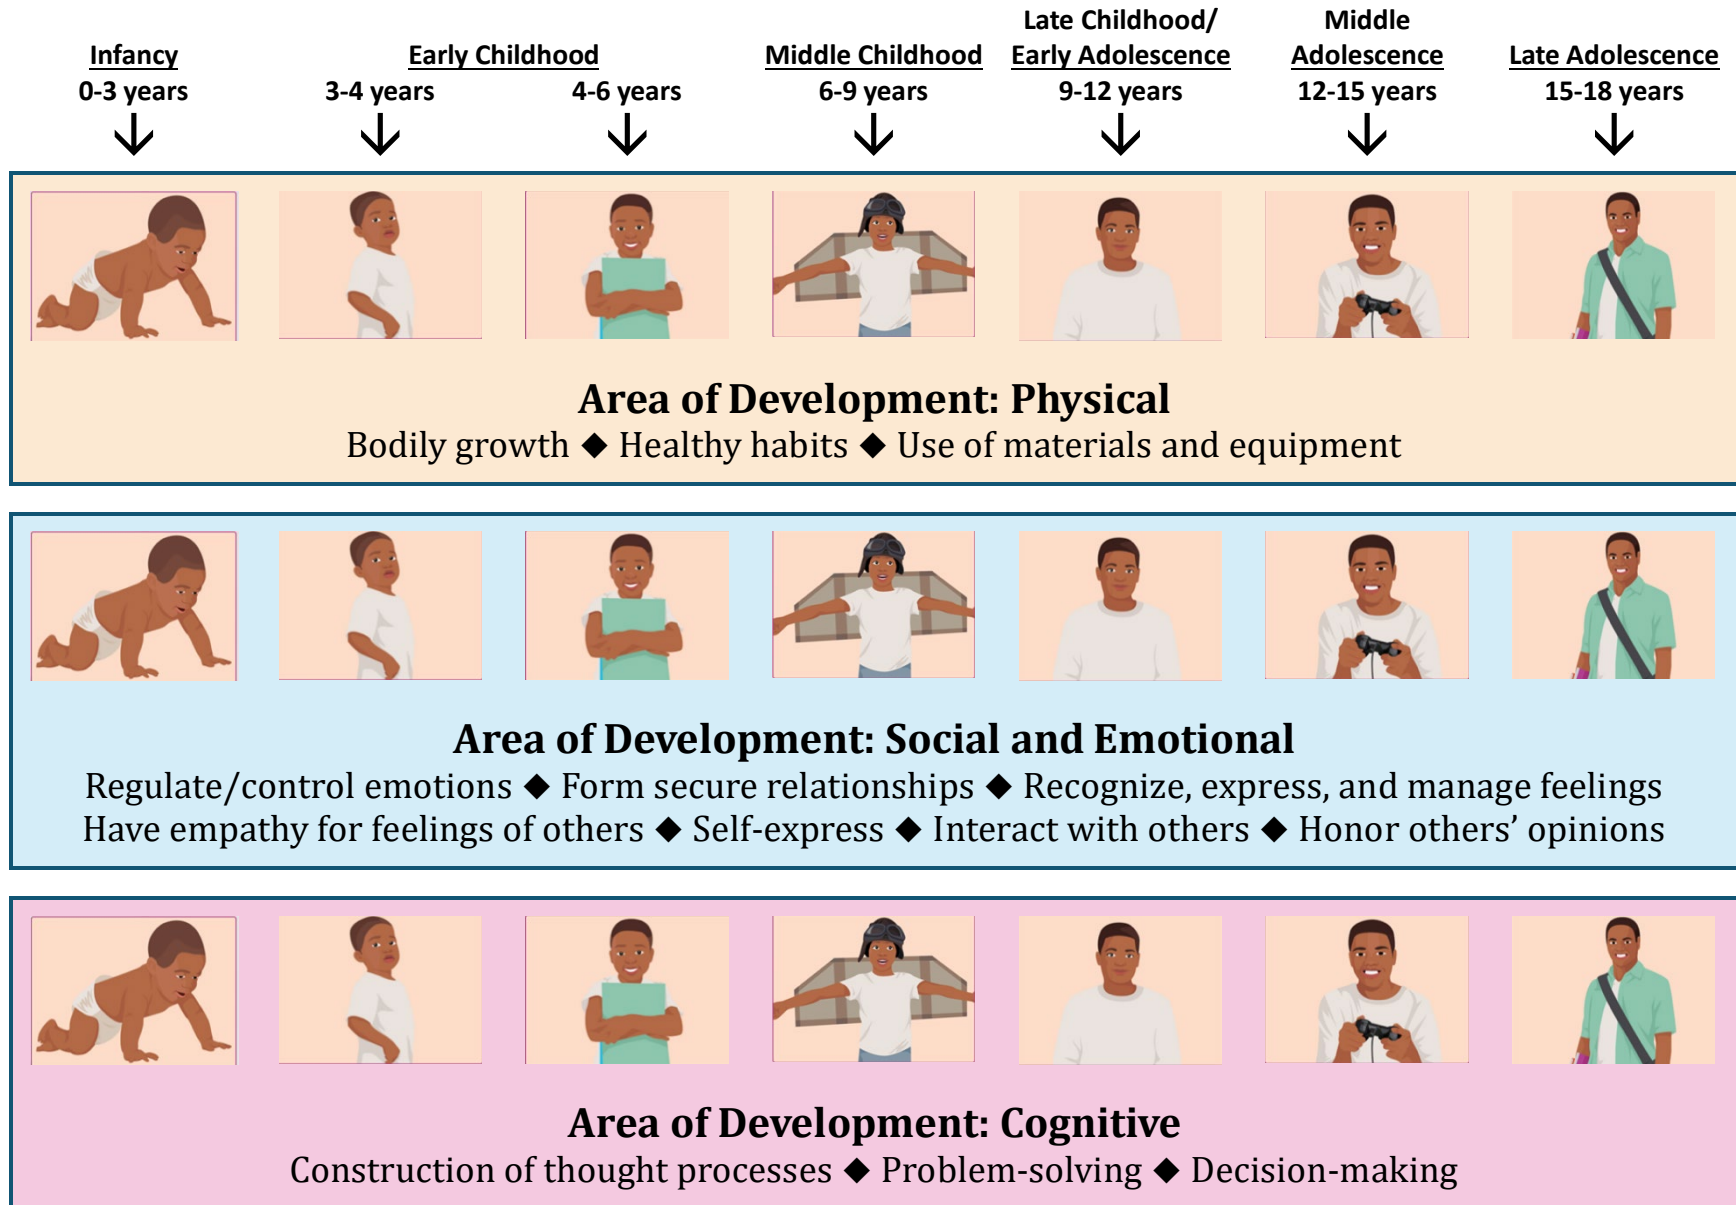 Infancy
0-3 years
Early Childhood
3-4 years
4-6 years
Middle Childhood
6-9 years
Late Childhood/
Early Adolescence
9-12 years
Middle
Adolescence
12-15 years
Late Adolescence
15-18 years
Area of Development: Physical
Bodily growth ◆ Healthy habits ◆ Use of materials and equipment
Area of Development: Social and Emotional
Regulate/control emotions ◆ Form secure relationships ◆ Recognize, express, and manage feelings
Have empathy for feelings of others ◆ Self-express ◆ Interact with others ◆ Honor others’ opinions
Area of Development: Cognitive
Construction of thought processes ◆ Problem-solving ◆ Decision-making